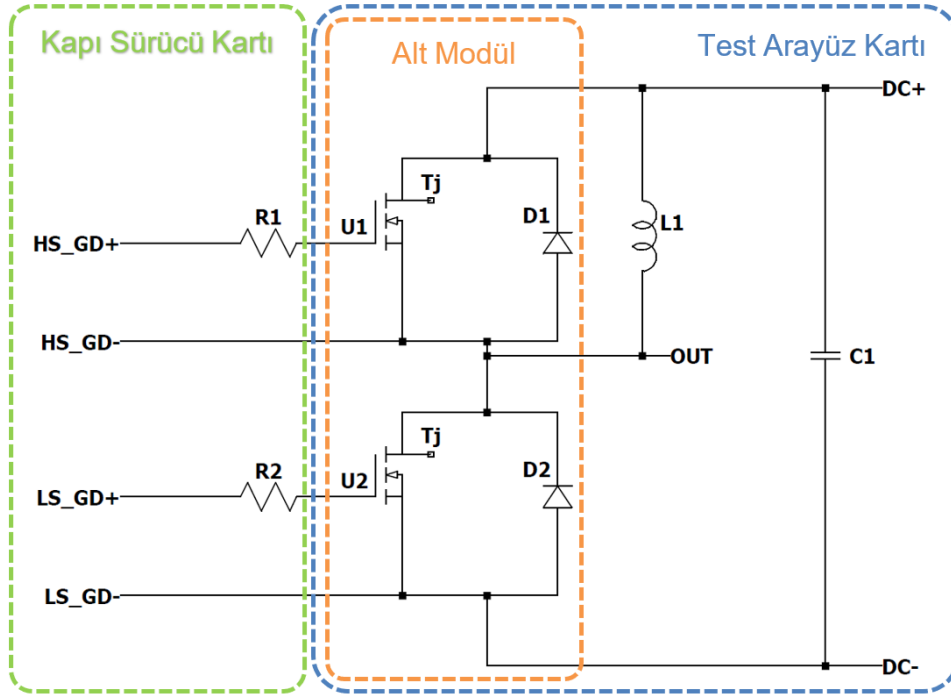 Kapı Sürücü Kartı
Alt Modül
Test Arayüz Kartı
DC+
Tj
R1
U1
D1
L1
HS_GD+
HS_GD-
OUT
C1
Tj
R2
U2
D2
LS_GD+
LS_GD-
DC-